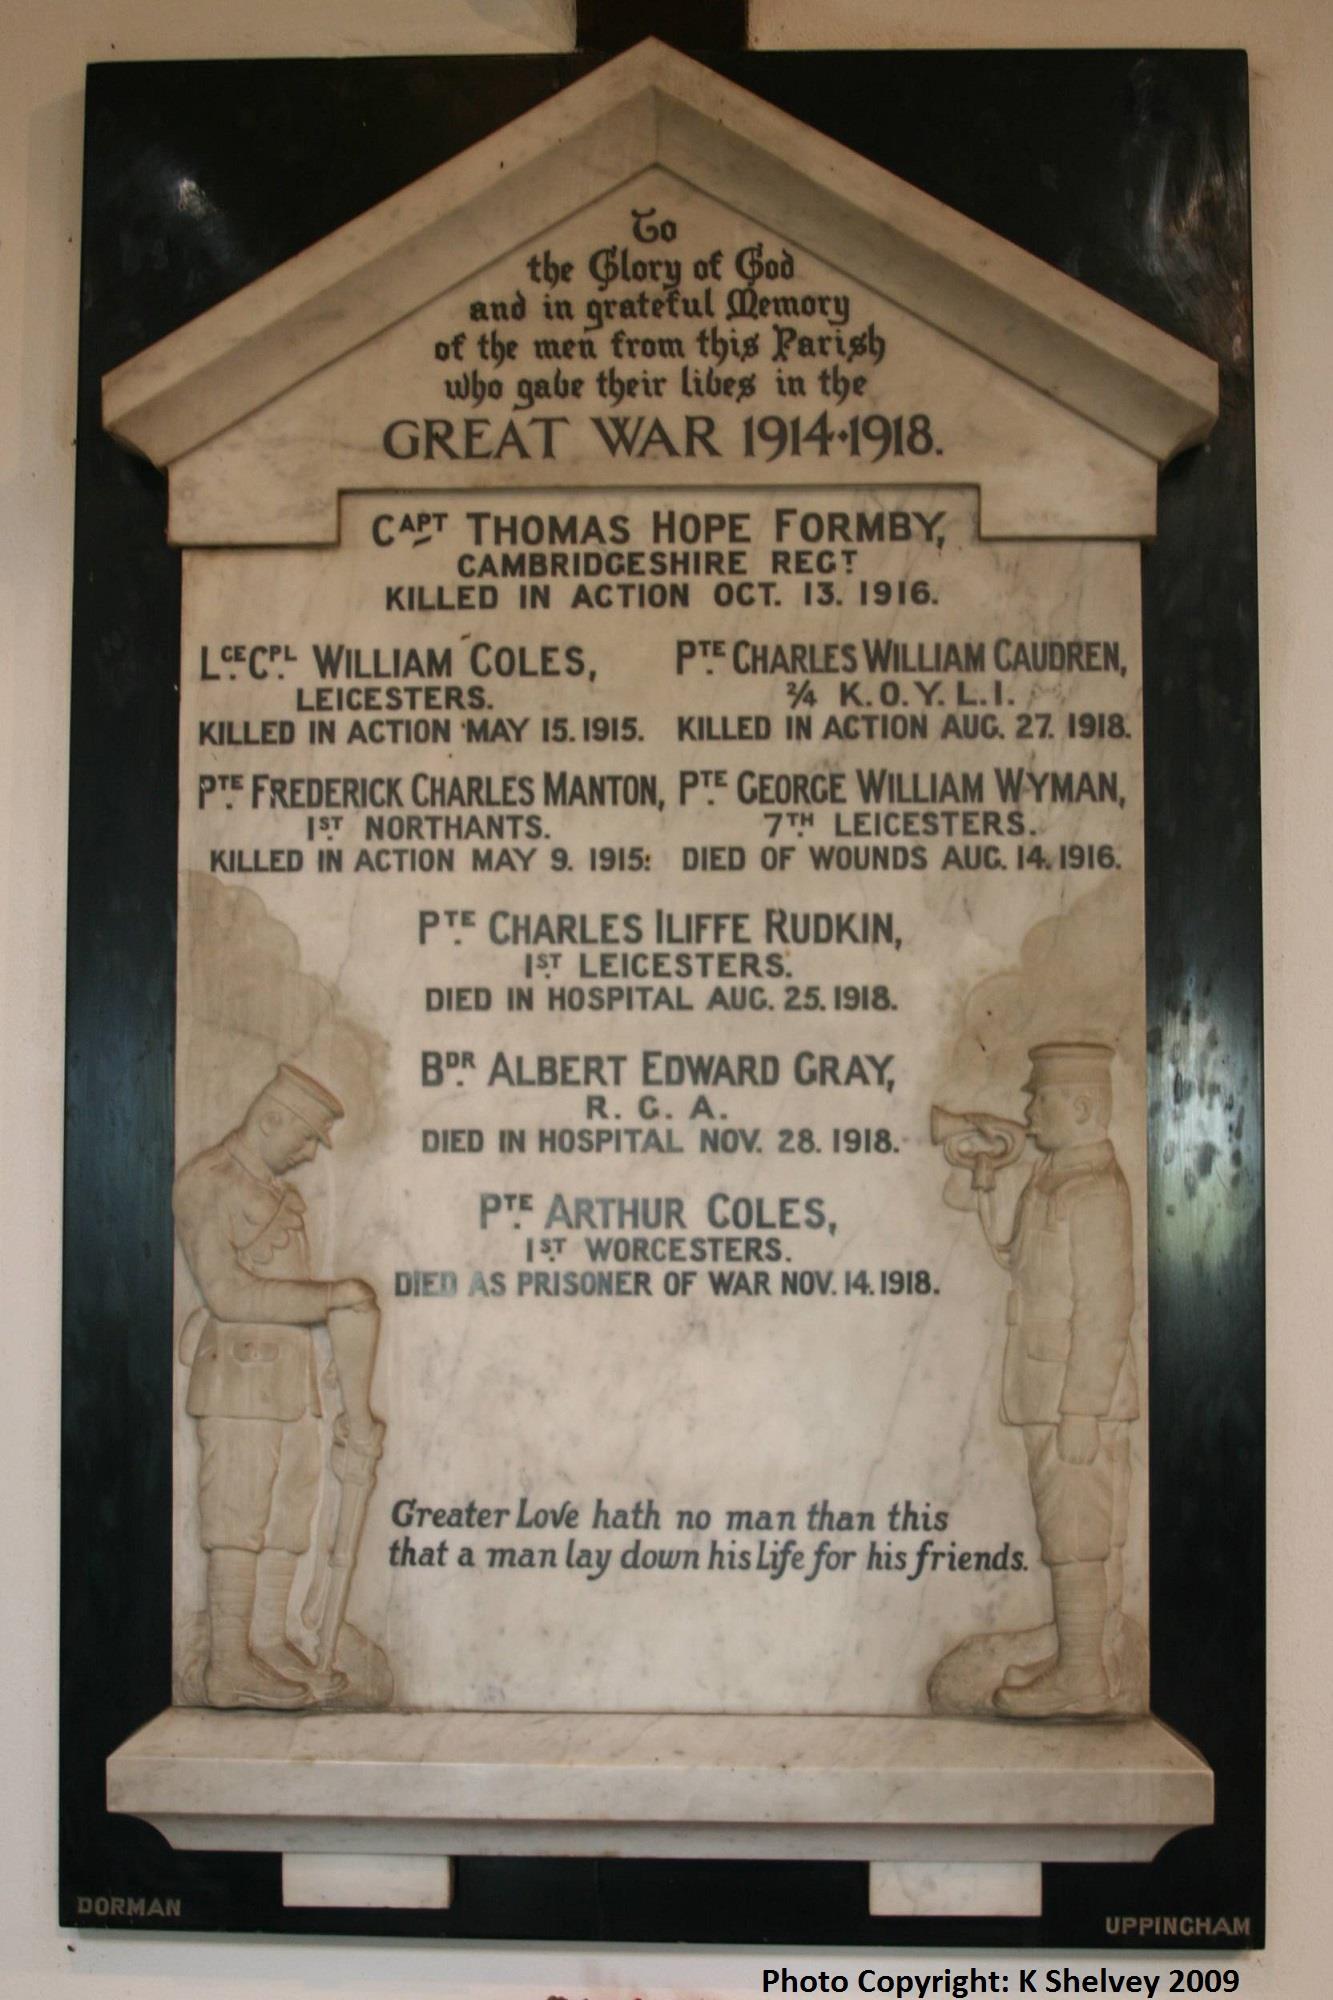 To
the Glory of God
and in grateful Memory
of the men from this Parish
who gave their lives in the
GREAT WAR 1914·1918.
CAPT THOMAS HOPE FORMBY,
CAMBRIDGESHIRE REGT
KILLED IN ACTION OCT. 13. 1916.
LCE CPL WILLIAM COLES,
LEICESTERS.
KILLED IN ACTION MAY 15. 1915.
PTE CHARLES WILLIAM CAUDREN,
2/4 K.O.Y.L.I.
KILLED IN ACTION AUG. 27. 1918.
PTE FREDERICK CHARLES MANTON,
1ST NORTHANTS.
KILLED IN ACTION MAY 9. 1915.
PTE GEORGE WILLIAM WYMAN,
7TH LEICESTERS.
DIED OF WOUNDS AUG. 14. 1916.
PTE CHARLES ILIFFE RUDKIN,
1ST LEICESTERS.
DIED IN HOSPITAL AUG. 25. 1918.
BDR ALBERT EDWARD GRAY,
R. G. A.
DIED IN HOSPITAL NOV. 28. 1918.
PTE ARTHUR COLES,
1ST WORCESTERS.
DIED AS PRISONER OF WAR NOV. 14. 1918.
Greater Love hath no man than this
that a man lay down his Life for his friends.
DORMAN
UPPINGHAM
Photo Copyright: K Shelvey 2009